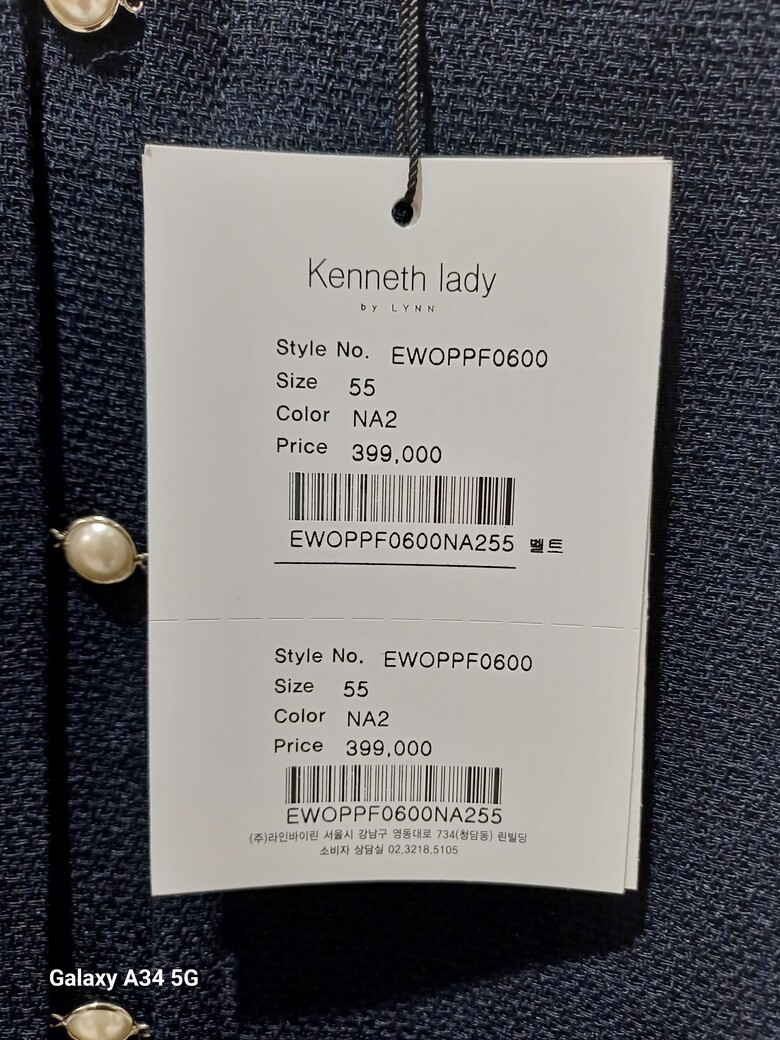 Kenneth lady
by LYNN
Style No. EWOPPF0600
Size 55
Color NA2
Price 399,000
EWOPPF0600NA255 벨트
Style No. EWOPPF0600
Size 55
Color NA2
Price 399,000
EWOPPF0600NA255
(주)라인바이린 서울시 강남구 영동대로 734(청담동) 린빌딩
소비자 상담실 02.3218.5105
Galaxy A34 5G